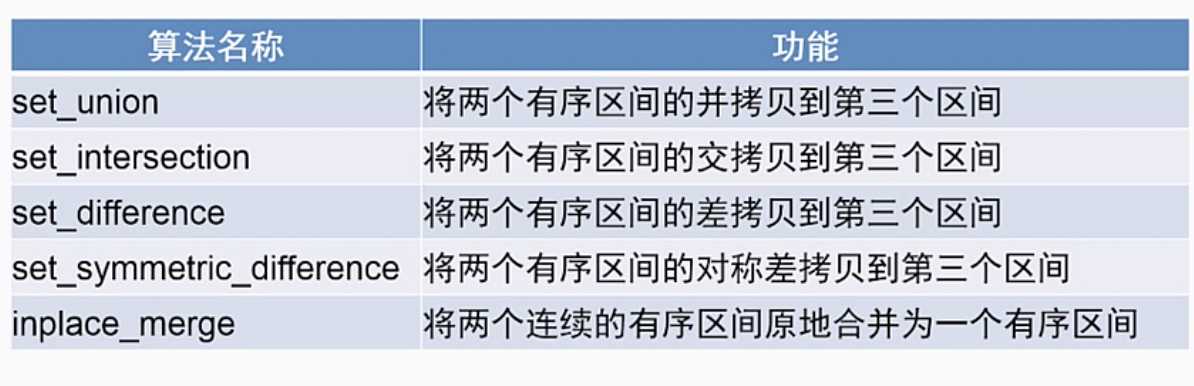 算法名称 功能
set_union 将两个有序区间的并拷贝到第三个区间
set_intersection 将两个有序区间的交拷贝到第三个区间
set_difference 将两个有序区间的差拷贝到第三个区间
set_symmetric_difference 将两个有序区间的对称差拷贝到第三个区间
inplace_merge 将两个连续的有序区间原地合并为一个有序区间